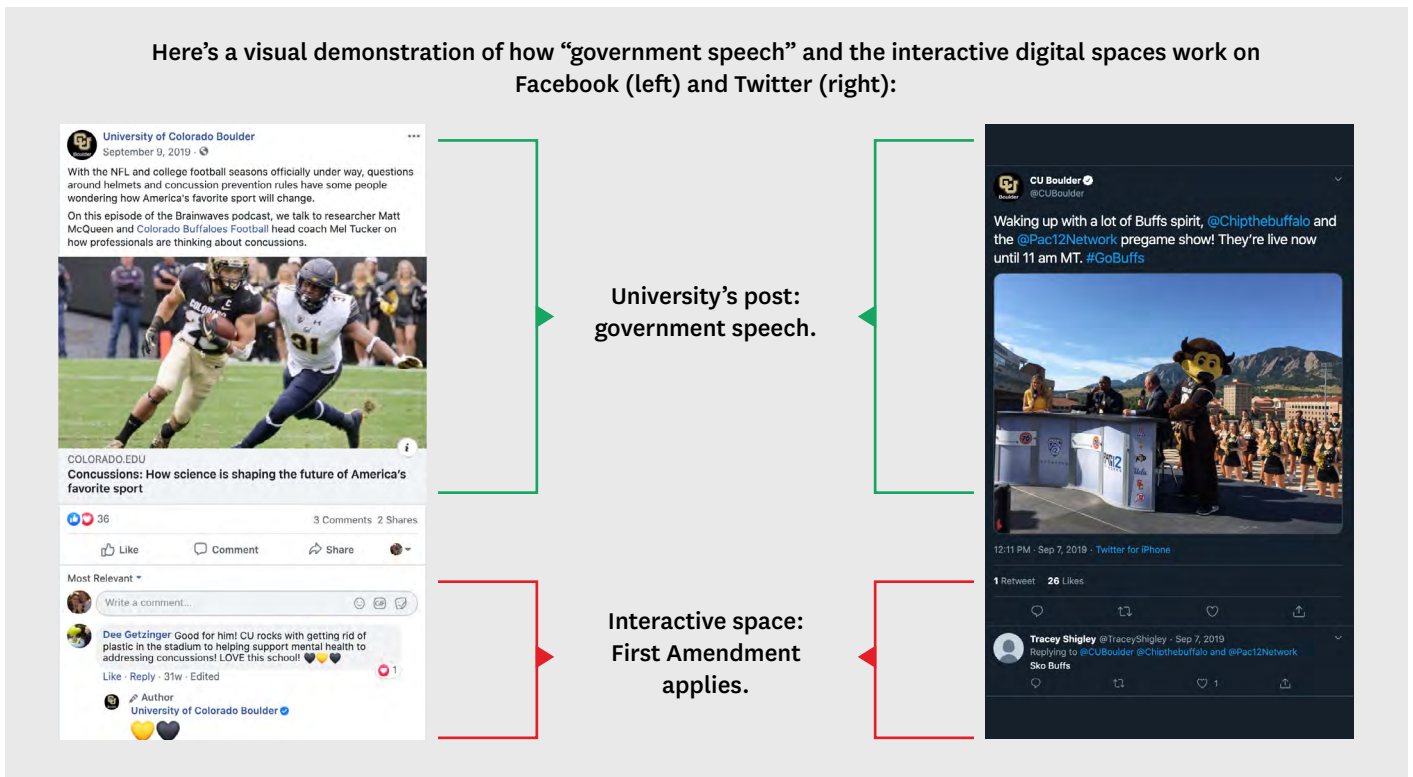 Here’s a visual demonstration of how “government speech” and the interactive digital spaces work on
Facebook (left) and Twitter (right):
University of Colorado Boulder
September 9, 2019 ·
With the NFL and college football seasons officially under way, questions
around helmets and concussion prevention rules have some people
wondering how America's favorite sport will change.
On this episode of the Brainwaves podcast, we talk to researcher Matt
McQueen and Colorado Buffaloes Football head coach Mel Tucker on
how professionals are thinking about concussions.
COLORADO
31
COLORADO.EDU
Concussions: How science is shaping the future of America's
favorite sport
36
3 Comments 2 Shares
Like Comment Share
Most Relevant
Write a comment...
GIF
Dee Getzinger Good for him! CU rocks with getting rid of
plastic in the stadium to helping support mental health to
addressing concussions! LOVE this school! 🖤💛🖤
1
Like · Reply · 31w · Edited
Author
University of Colorado Boulder
💛🖤
University’s post:
government speech.
Interactive space:
First Amendment
applies.
CU Boulder
@CUBoulder
Waking up with a lot of Buffs spirit, @Chipthebuffalo and
the @Pac12Network pregame show! They're live now
until 11 am MT. #GoBuffs
12:11 PM · Sep 7, 2019 · Twitter for iPhone
1 Retweet 26 Likes
Tracey Shigley @TraceyShigley · Sep 7, 2019
Replying to @CUBoulder @Chipthebuffalo and @Pac12Network
Sko Buffs
1